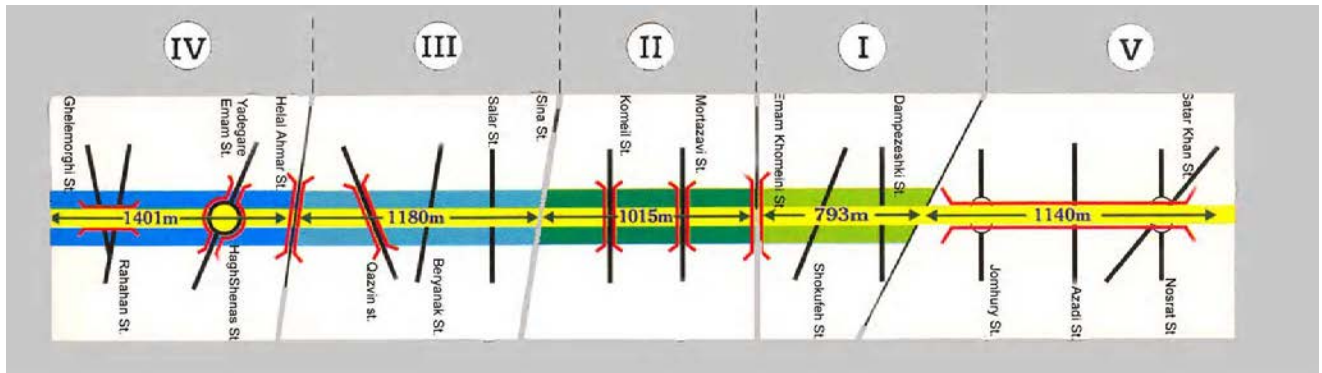 IV
III
II
I
V
Ghelemorghi St.
Yadegare
Emam St.
Helal Ahmar St.
Salar St.
Sina St.
Komeil St.
Mortazavi St.
Emam Khomeini St.
Dampezeshki St.
Satar Khan St.
1401m
1180m
1015m
793m
1140m
Rahahan St.
HaghShenas St
Qazvin st.
Beryanak St.
Shokufeh St.
Jomhury St.
Azadi St.
Nosrat St